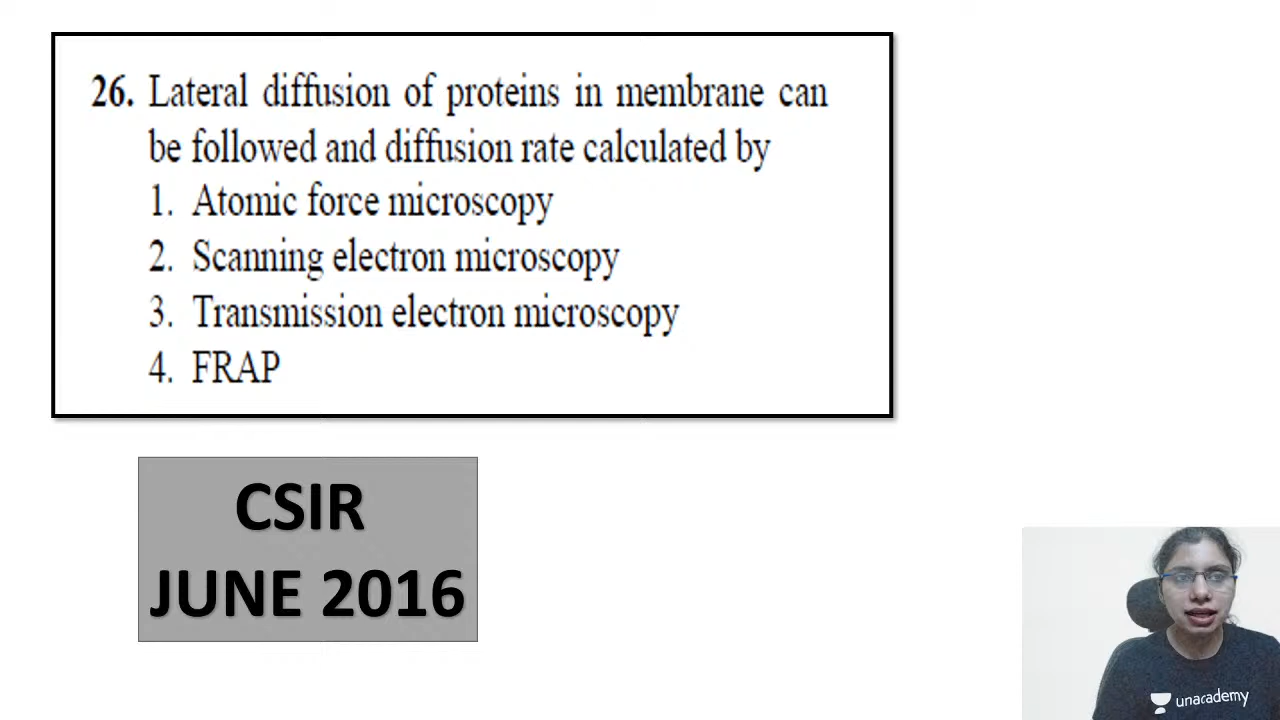 26. Lateral diffusion of proteins in membrane can
be followed and diffusion rate calculated by
1. Atomic force microscopy
2. Scanning electron microscopy
3. Transmission electron microscopy
4. FRAP
CSIR
JUNE 2016
unacademy